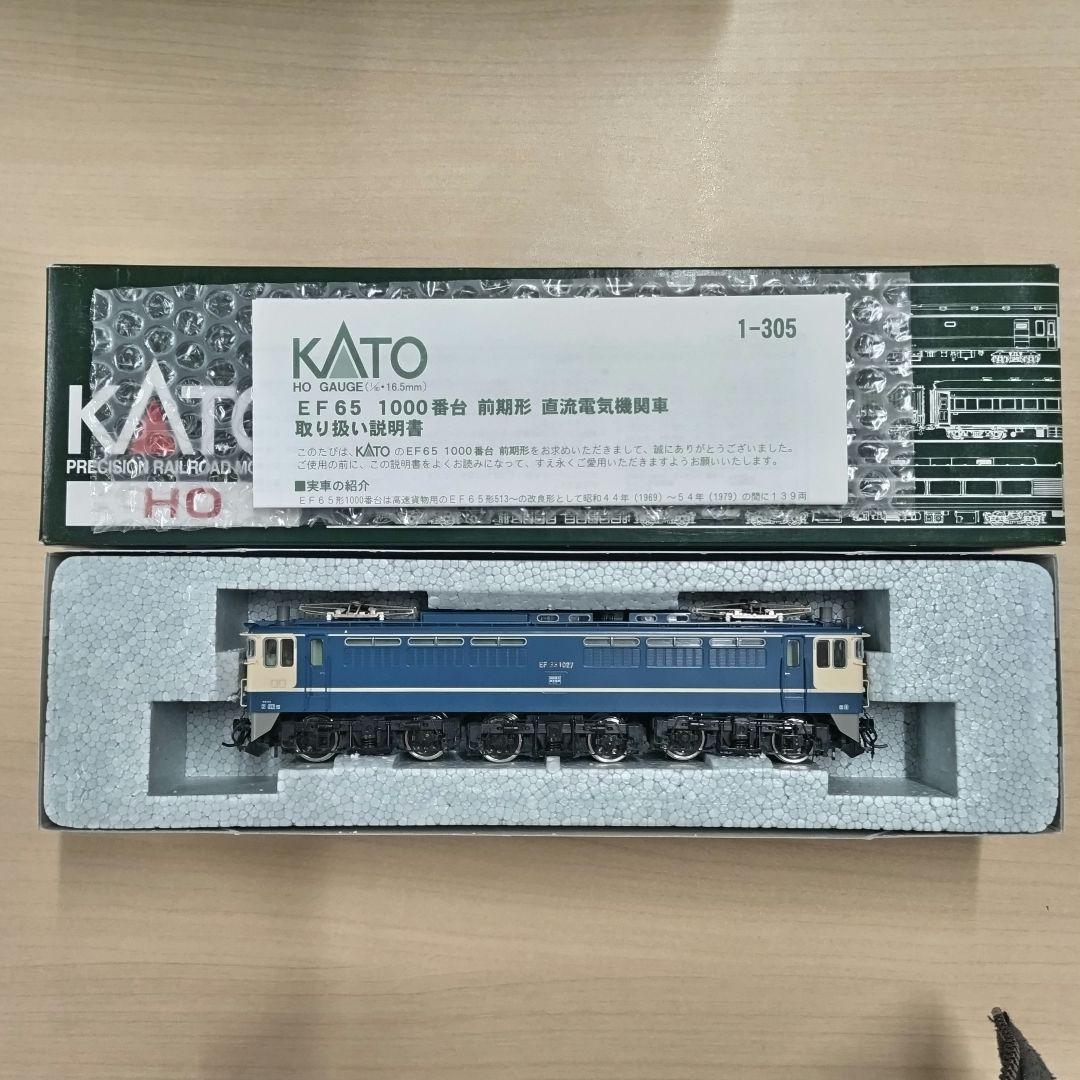 KATO
HO GAUGE(1/80・16.5mm)
1-305
EF65 1000番台 前期形 直流電気機関車
取り扱い説明書
このたびは、KATOのEF65 1000番台 前期形をお求めいただきまして、誠にありがとうございました。
ご使用の前に、この説明書をよくお読みになって、すえ永くご愛用いただきますようお願いいたします。
■実車の紹介
EF65形1000番台は高速貨物用のEF65形513～の改良形として昭和44年（1969）～54年（1979）の間に139両
KATO
PRECISION RAILROAD MO
HO
EF 65 1027